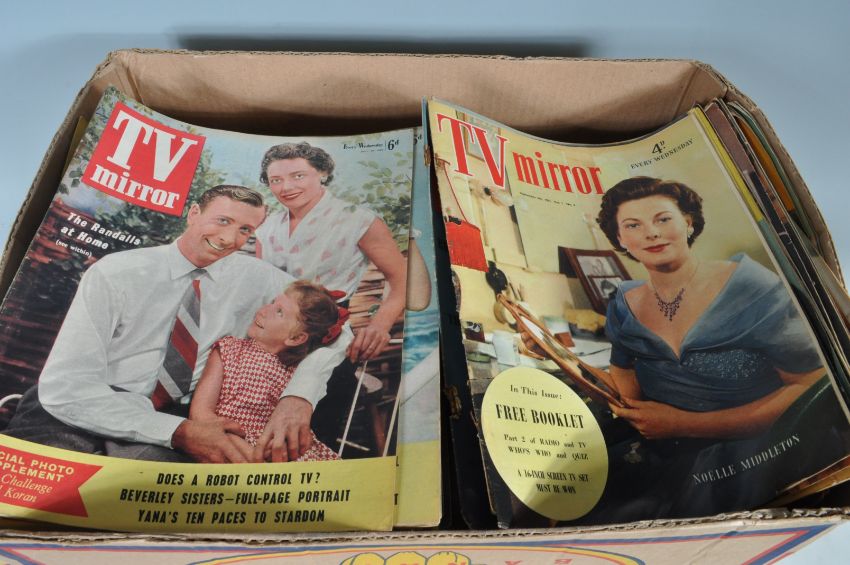 TV
mirror
Every Wednesday 6d
The Randalls
at Home
(see within)
PHOTO
Challenge
Koran
DOES A ROBOT CONTROL TV?
BEVERLEY SISTERS—FULL-PAGE PORTRAIT
YANA'S TEN PACES TO STARDOM
TV mirror
4D
EVERY WEDNESDAY
In This Issue:
FREE BOOKLET
Part 2 of RADIO and TV
WHO'S WHO and QUIZ
A 16-INCH SCREEN TV SET
MUST BE WON
NOELLE MIDDLETON